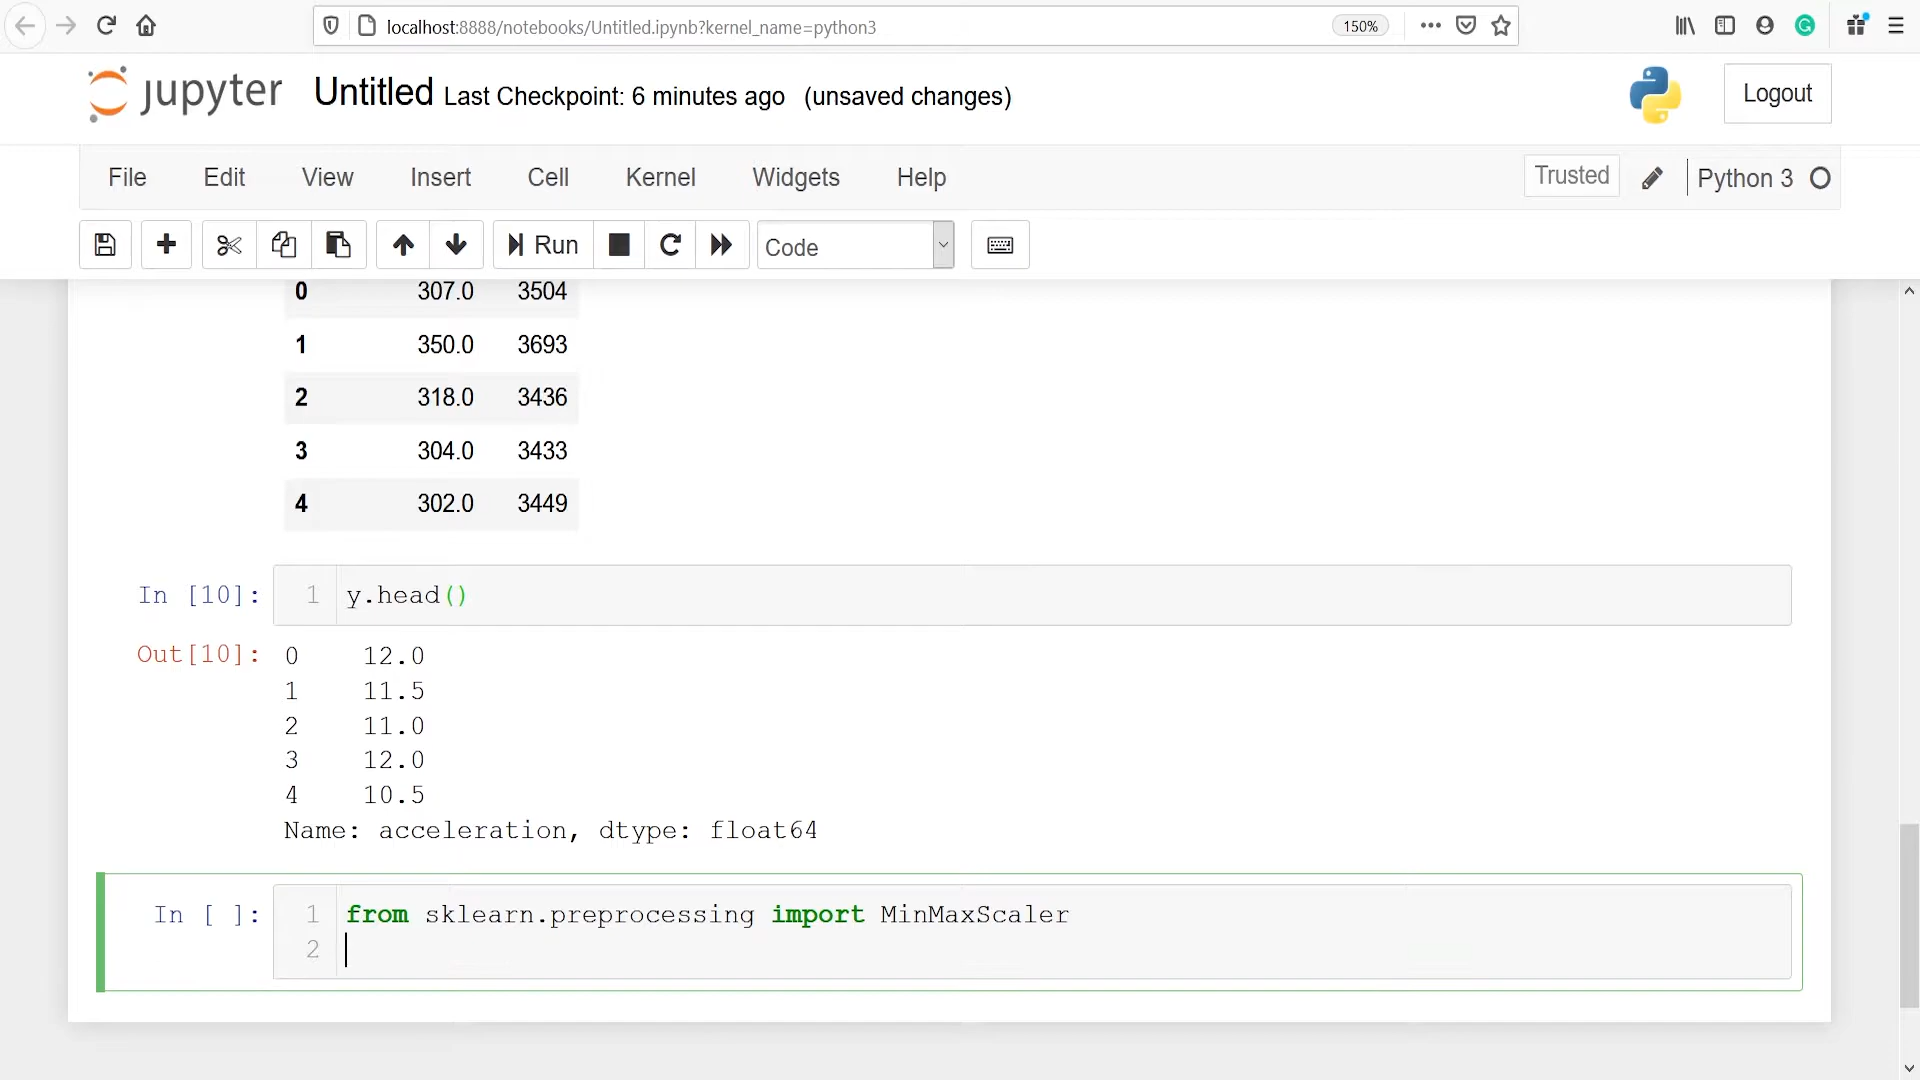 localhost:8888/notebooks/Untitled.ipynb?kernel_name=python3 150%
jupyter Untitled Last Checkpoint: 6 minutes ago (unsaved changes) Logout
File Edit View Insert Cell Kernel Widgets Help Trusted Python 3
Run Code
0 307.0 3504
1 350.0 3693
2 318.0 3436
3 304.0 3433
4 302.0 3449
In [10]: 1 y.head()
Out[10]: 0 12.0
1 11.5
2 11.0
3 12.0
4 10.5
Name: acceleration, dtype: float64
In [ ]: 1 from sklearn.preprocessing import MinMaxScaler
2